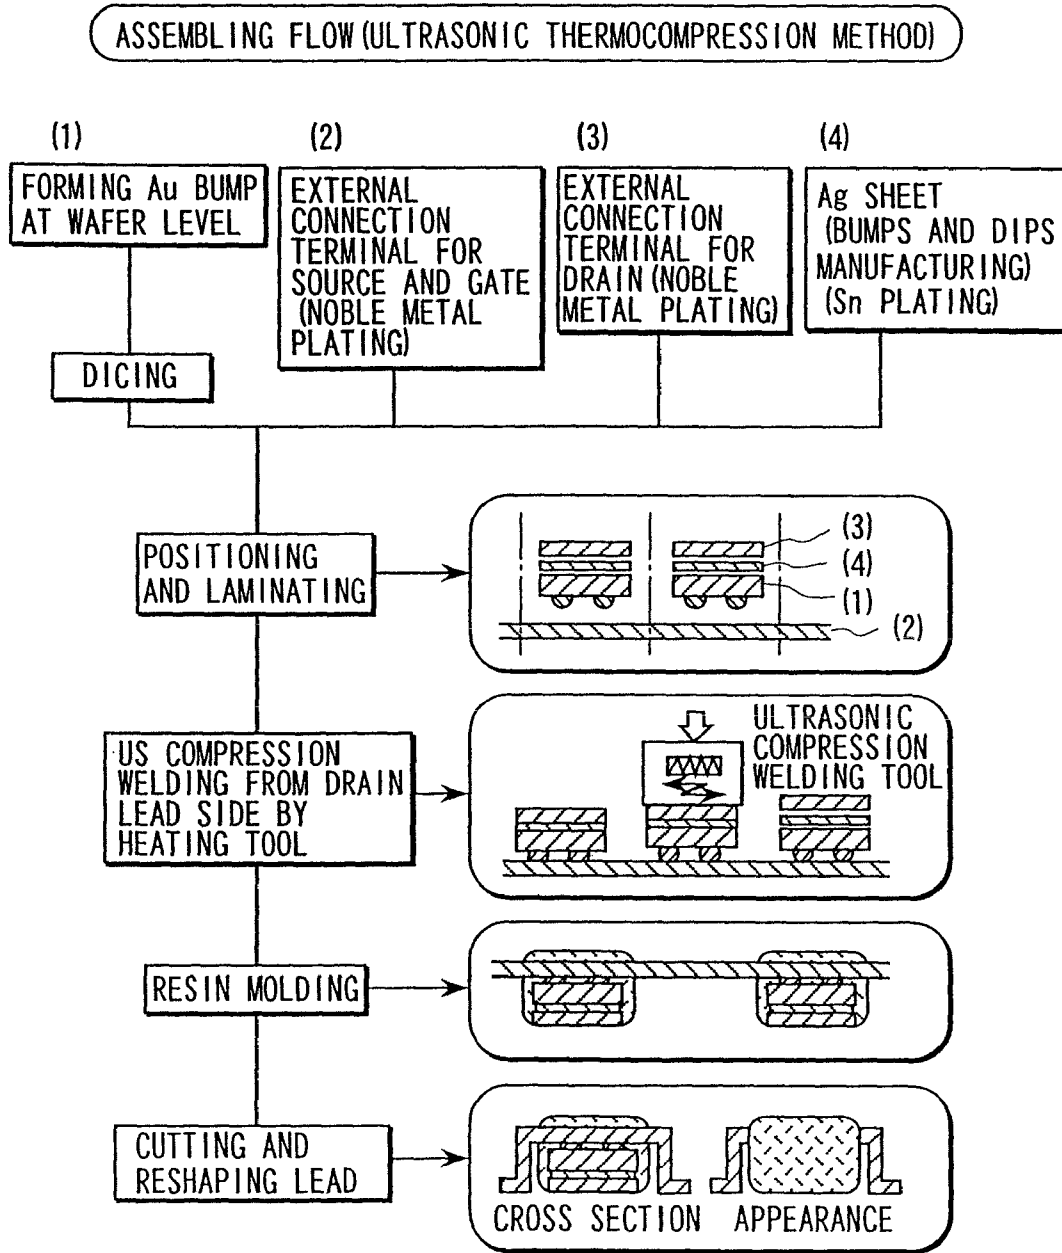 ASSEMBLING FLOW(ULTRASONIC THERMOCOMPRESSION METHOD)
(1)
FORMING Au BUMP
AT WAFER LEVEL
DICING
(2)
EXTERNAL
CONNECTION
TERMINAL FOR
SOURCE AND GATE
(NOBLE METAL
PLATING)
(3)
EXTERNAL
CONNECTION
TERMINAL FOR
DRAIN(NOBLE
METAL PLATING)
(4)
Ag SHEET
(BUMPS AND DIPS
MANUFACTURING)
(Sn PLATING)
POSITIONING
AND LAMINATING
(3)
(4)
(1)
(2)
US COMPRESSION
WELDING FROM DRAIN
LEAD SIDE BY
HEATING TOOL
ULTRASONIC
COMPRESSION
WELDING TOOL
RESIN MOLDING
CUTTING AND
RESHAPING LEAD
CROSS SECTION
APPEARANCE